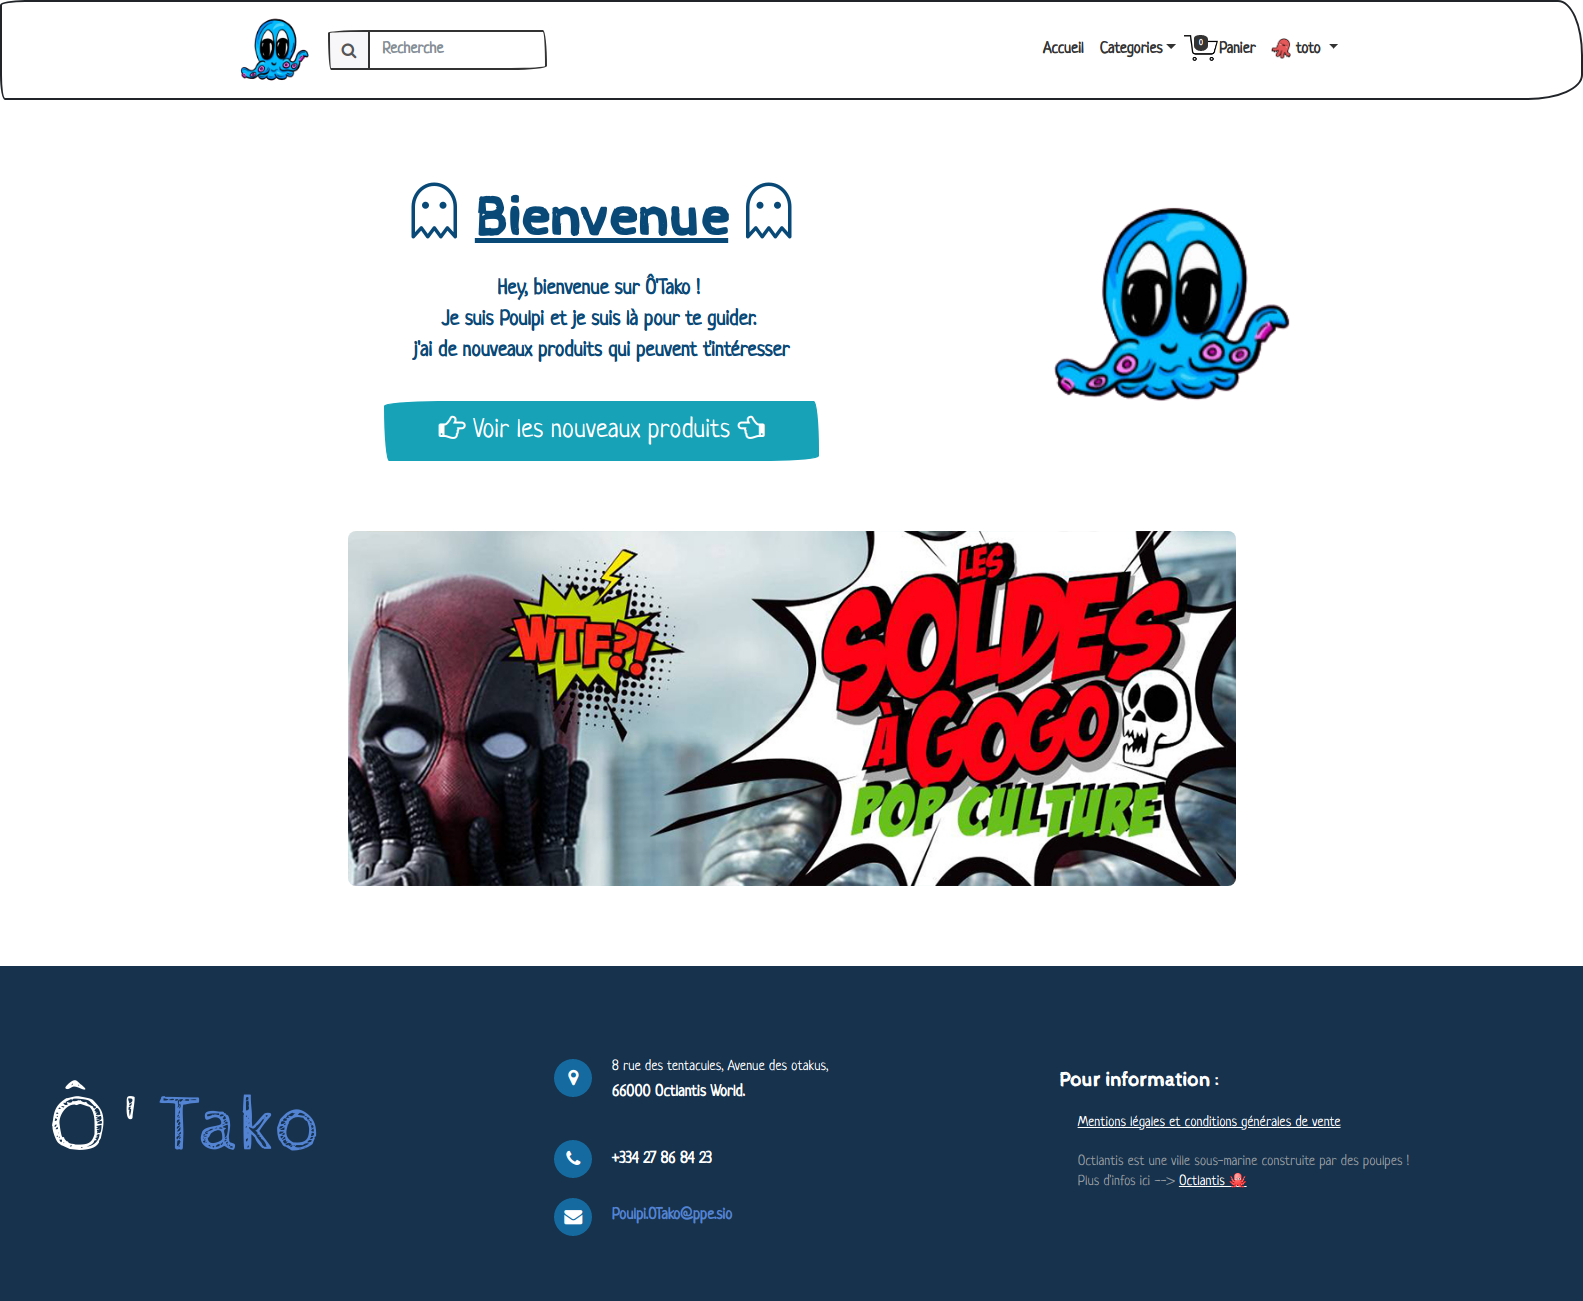 Recherche
Accueil
Categories
0
Panier
toto
Bienvenue
Hey, bienvenue sur Ô'Tako !
Je suis Poulpi et je suis là pour te guider.
j'ai de nouveaux produits qui peuvent t'intéresser
Voir les nouveaux produits
WTF?!
LES
SOLDES
À GOGO
POP CULTURE
Ô ' Tako
8 rue des tentacules, Avenue des otakus,
66000 Octlantis World.
+334 27 86 84 23
Poulpi.OTako@ppe.sio
Pour information :
Mentions légales et conditions générales de vente
Octlantis est une ville sous-marine construite par des poulpes !
Plus d'infos ici --> Octlantis 🐙